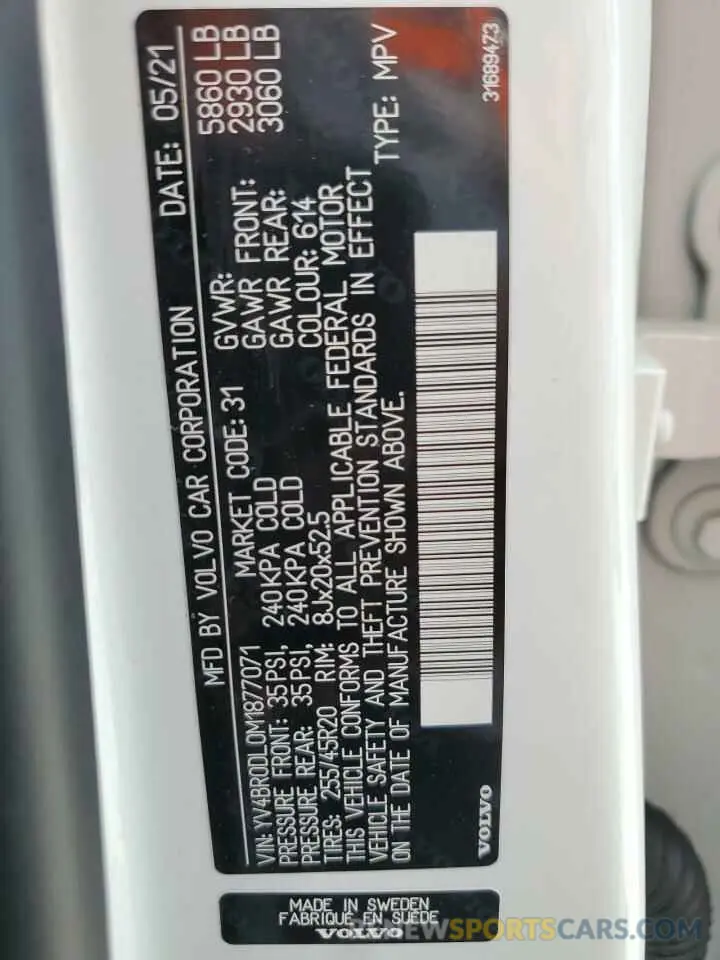 MFD BY VOLVO CAR CORPORATION DATE: 05/21
VIN: YV4BR0DL0M1877071 MARKET CODE: 31 GVWR: 5860 LB
PRESSURE FRONT: 35PSI, 240KPA COLD GAWR FRONT: 2930 LB
PRESSURE REAR: 35PSI, 240KPA COLD GAWR REAR: 3060 LB
TIRES: 255/45R20 RIM: 8Jx20x52.5 COLOUR: 614
THIS VEHICLE CONFORMS TO ALL APPLICABLE FEDERAL MOTOR
VEHICLE SAFETY AND THEFT PREVENTION STANDARDS IN EFFECT
ON THE DATE OF MANUFACTURE SHOWN ABOVE. TYPE: MPV
VOLVO
31689473
MADE IN SWEDEN
FABRIQUÉ EN SUÈDE
VOLVO
NEWSPORTSCARS.COM